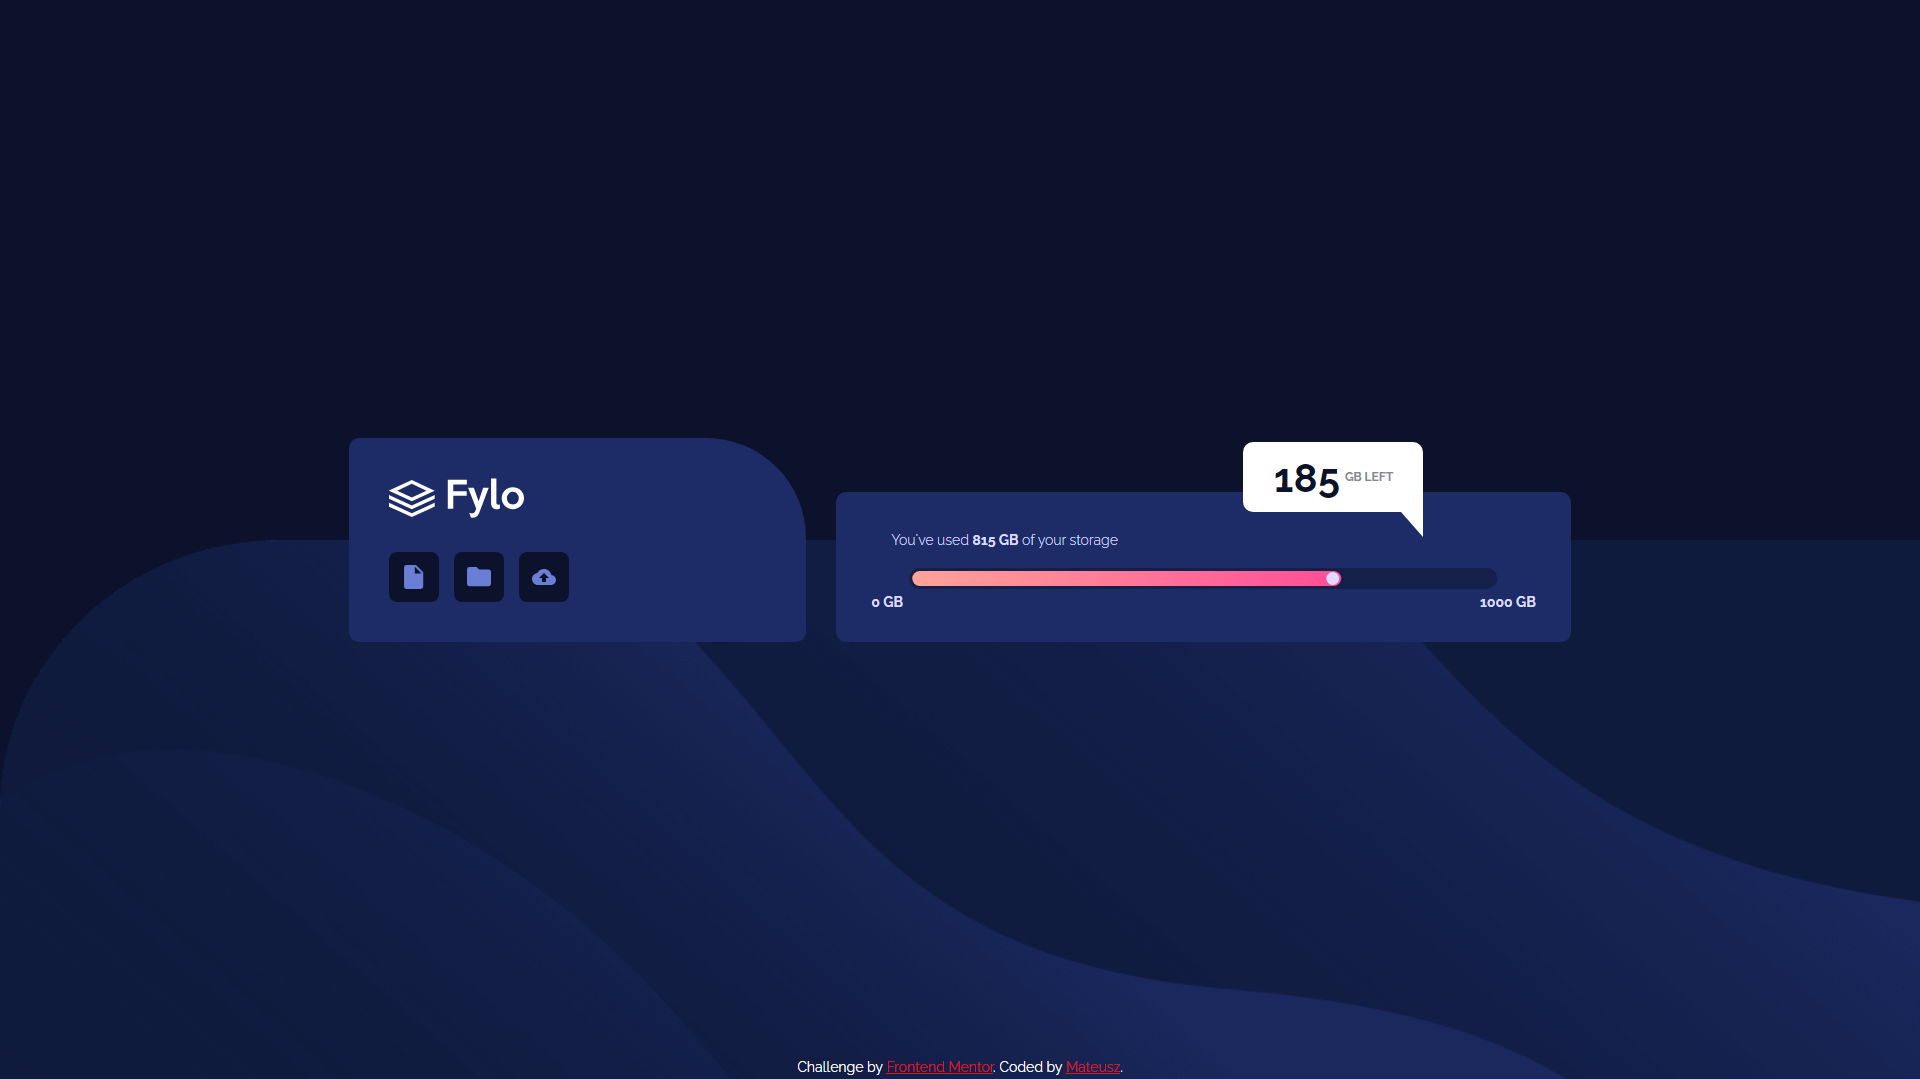 Fylo
185 GB LEFT
You've used 815 GB of your storage
0 GB
1000 GB
Challenge by Frontend Mentor. Coded by Mateusz.